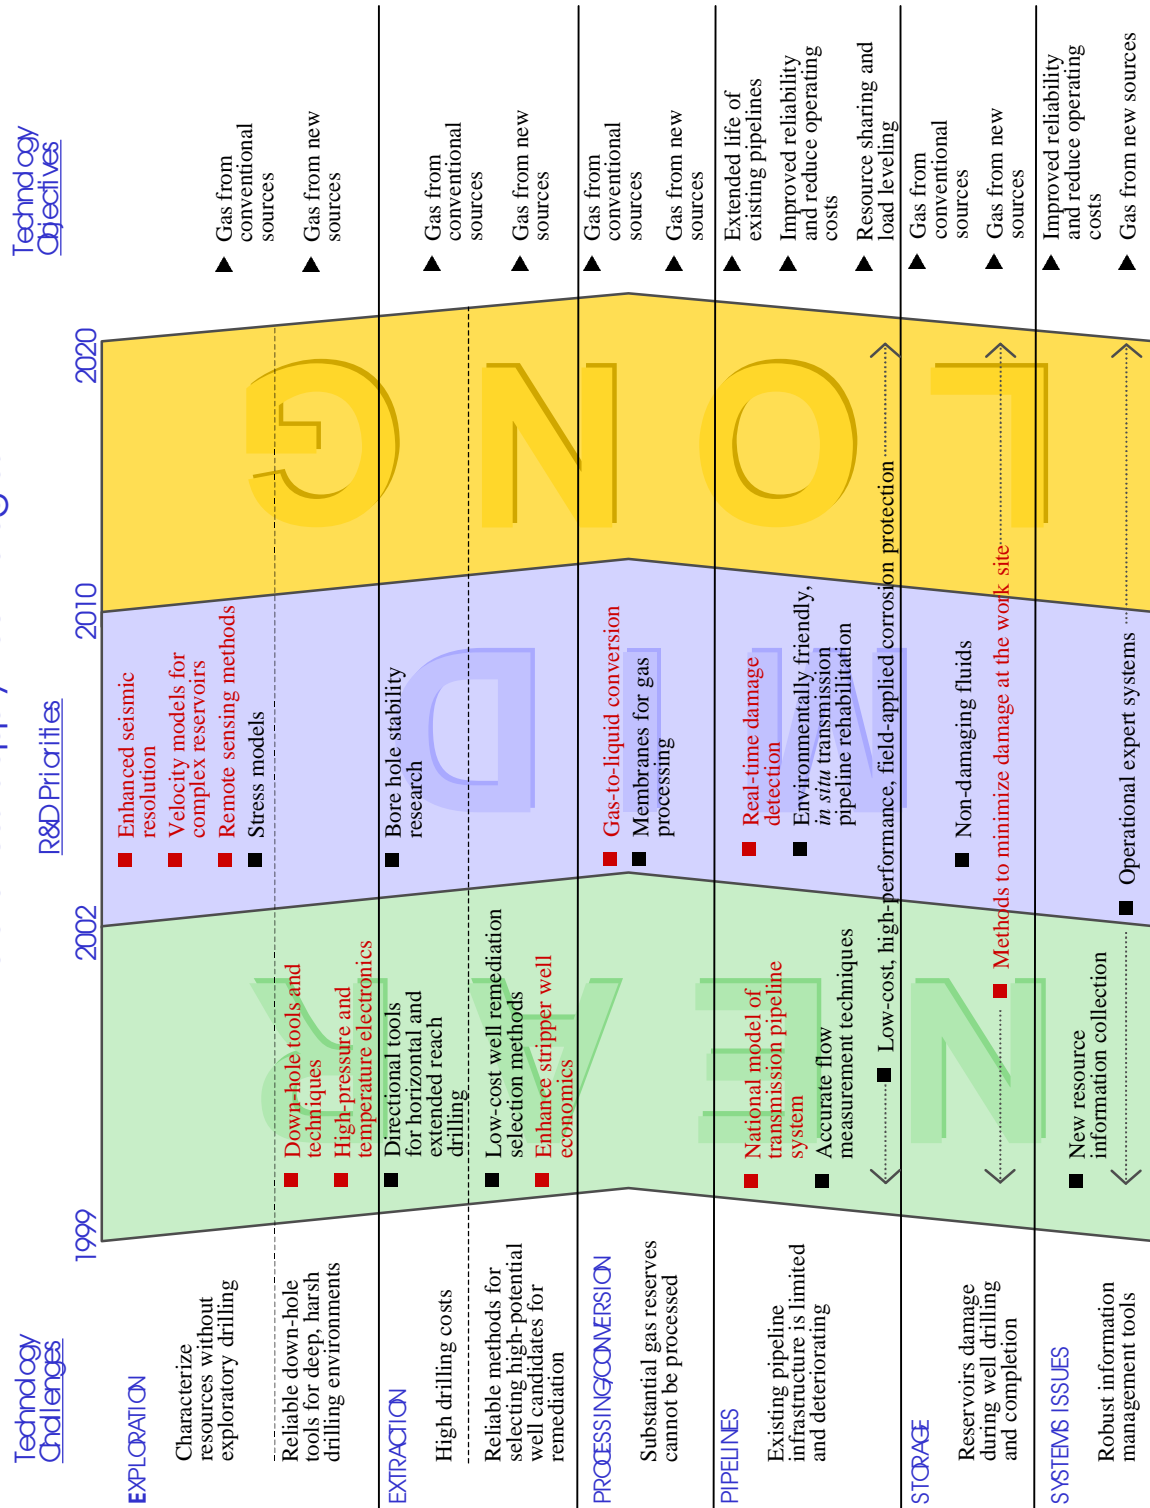 Technology
Challenges
R&D Priorities
Technology
Objectives
1999
2002
2010
2020
NEAR
MID
LONG
EXPLORATION
Characterize
resources without
exploratory drilling
■ Enhanced seismic
resolution
■ Velocity models for
complex reservours
■ Remote sensing methods
■ Stress models
▲ Gas from
conventional
sources
▲ Gas from new
sources
Reliable down-hole
tools for deep, harsh
drilling environments
■ Down-hole tools and
techniques
■ High-pressure and
temperature electronics
EXTRACTION
High drilling costs
■ Directional tools
for horizontal and
extended reach
drilling
■ Bore hole stability
research
▲ Gas from
conventional
sources
▲ Gas from new
sources
Reliable methods for
selecting high-potential
well candidates for
remediation
■ Low-cost well remediation
selection methods
■ Enhance stripper well
economics
PROCESSING/CONVERSION
Substantial gas reserves
cannot be processed
■ Gas-to-liquid conversion
■ Membranes for gas
processing
▲ Gas from
conventional
sources
▲ Gas from new
sources
PIPELINES
Existing pipeline
infrastructure is limited
and deteriorating
■ National model of
transmission pipeline
system
■ Accurate flow
measurement techniques
■ Real-time damage
detection
■ Environmentally friendly,
in situ transmission
pipeline rehabilitation
■ Low-cost, high-performance, field-applied corrosion protection
▲ Extended life of
existing pipelines
▲ Improved reliability
and reduce operating
costs
▲ Resource sharing and
load leveling
STORAGE
Reservoirs damage
during well drilling
and completion
■ Non-damaging fluids
■ Methods to minimize damage at the work site
▲ Gas from
conventional
sources
▲ Gas from new
sources
SYSTEMS ISSUES
Robust information
management tools
■ New resource
information collection
■ Operational expert systems
▲ Improved reliability
and reduce operating
costs
▲ Gas from new sources